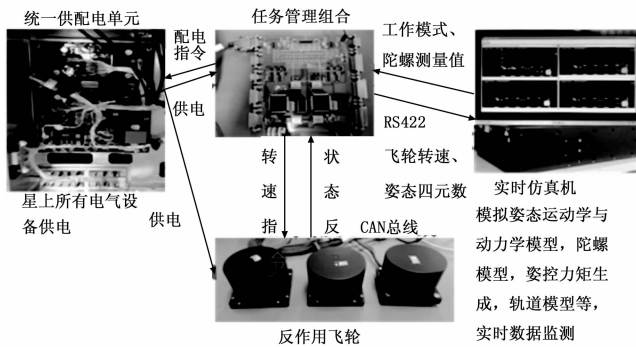 统一供配电单元
配电
指令
供电
任务管理组合
工作模式、
陀螺测量值
RS422
飞轮转速、
姿态四元数
实时仿真机
模拟姿态运动学与
动力学模型，陀螺
模型，姿控力矩生
成，轨道模型等，
实时数据监测
星上所有电气设
备供电
供电
转
速
指
状
态
反
CAN总线
反作用飞轮